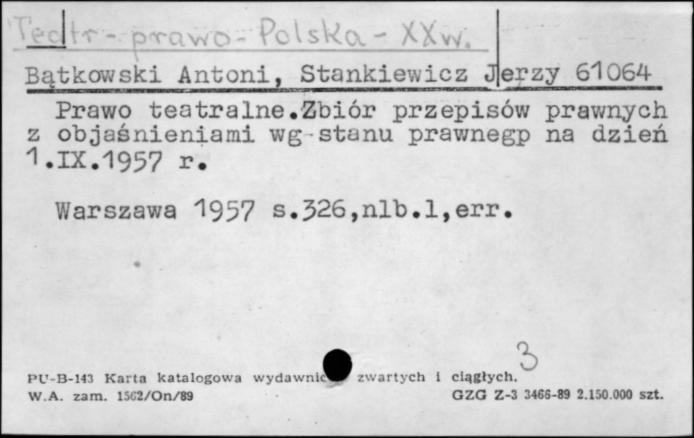 Teatr - prawo - Polska - XXw.
Bątkowski Antoni, Stankiewicz Jerzy 61064
Prawo teatralne.Zbiór przepisów prawnych
z objaśnieniami wg stanu prawnegp na dzień
1.IX.1957 r.
Warszawa 1957 s.326,nlb.1,err.
3
PU-B-143 Karta katalogowa wydawnic zwartych i ciągłych.
W.A. zam. 1562/On/89 GZG Z-3 3466-89 2.150.000 szt.